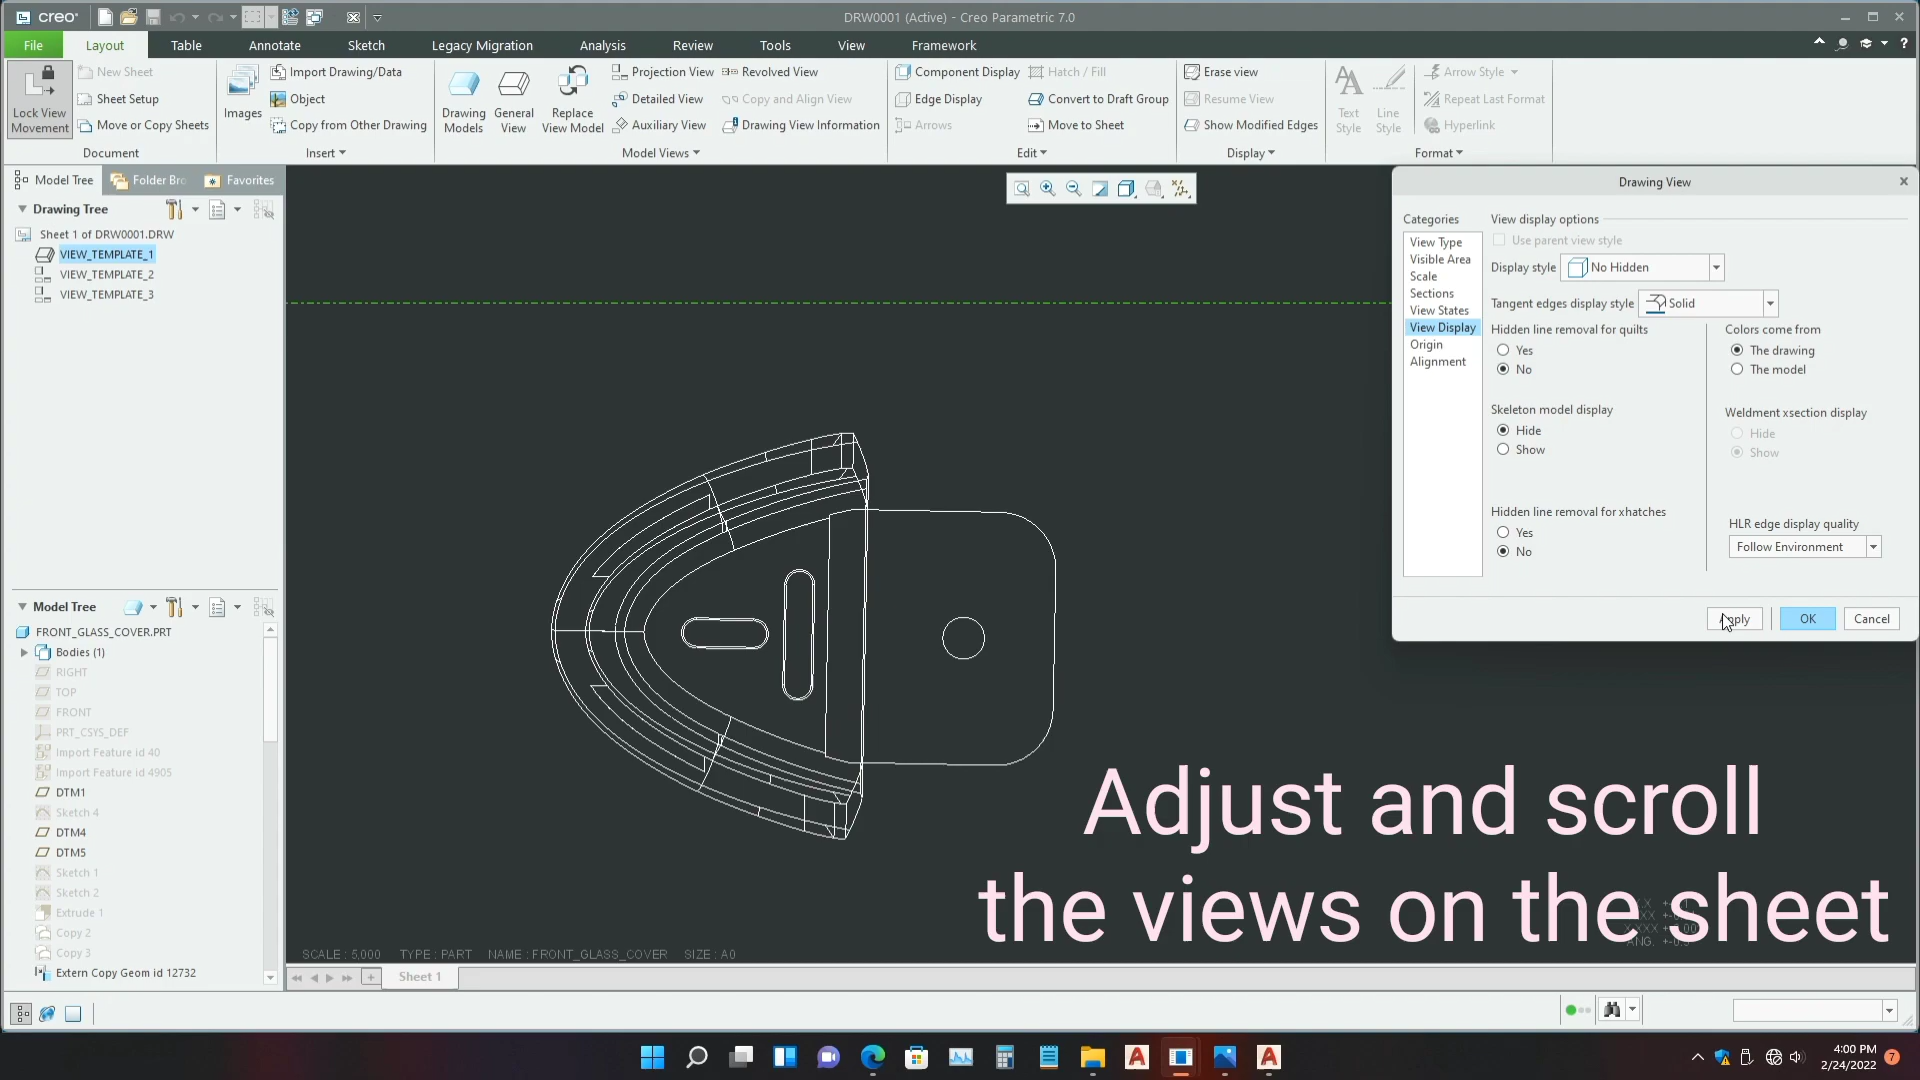 creo
DRW0001 (Active) - Creo Parametric 7.0
File
Layout
Table
Annotate
Sketch
Legacy Migration
Analysis
Review
Tools
View
Framework
Lock View
Movement
New Sheet
Sheet Setup
Move or Copy Sheets
Document
Images
Import Drawing/Data
Object
Copy from Other Drawing
Insert
Drawing
Models
General
View
Replace
View Model
Projection View
Detailed View
Auxiliary View
Revolved View
Copy and Align View
Drawing View Information
Model Views
Component Display
Edge Display
Arrows
Hatch / Fill
Convert to Draft Group
Move to Sheet
Edit
Erase view
Resume View
Show Modified Edges
Display
Text
Style
Line
Style
Arrow Style
Repeat Last Format
Hyperlink
Format
Model Tree
Folder Bro
Favorites
Drawing Tree
Sheet 1 of DRW0001.DRW
VIEW_TEMPLATE_1
VIEW_TEMPLATE_2
VIEW_TEMPLATE_3
Model Tree
FRONT_GLASS_COVER.PRT
Bodies (1)
RIGHT
TOP
FRONT
PRT_CSYS_DEF
Import Feature id 40
Import Feature id 4905
DTM1
Sketch 4
DTM4
DTM5
Sketch 1
Sketch 2
Extrude 1
Copy 2
Copy 3
Extern Copy Geom id 12732
Drawing View
Categories
View Type
Visible Area
Scale
Sections
View States
View Display
Origin
Alignment
View display options
Use parent view style
Display style
No Hidden
Tangent edges display style
Solid
Hidden line removal for quilts
Yes
No
Colors come from
The drawing
The model
Skeleton model display
Hide
Show
Weldment xsection display
Hide
Show
Hidden line removal for xhatches
Yes
No
HLR edge display quality
Follow Environment
Apply
OK
Cancel
Adjust and scroll
the views on the sheet
SCALE : 5,000 TYPE : PART NAME : FRONT_GLASS_COVER SIZE : A0
Sheet 1
4:00 PM
2/24/2022
7